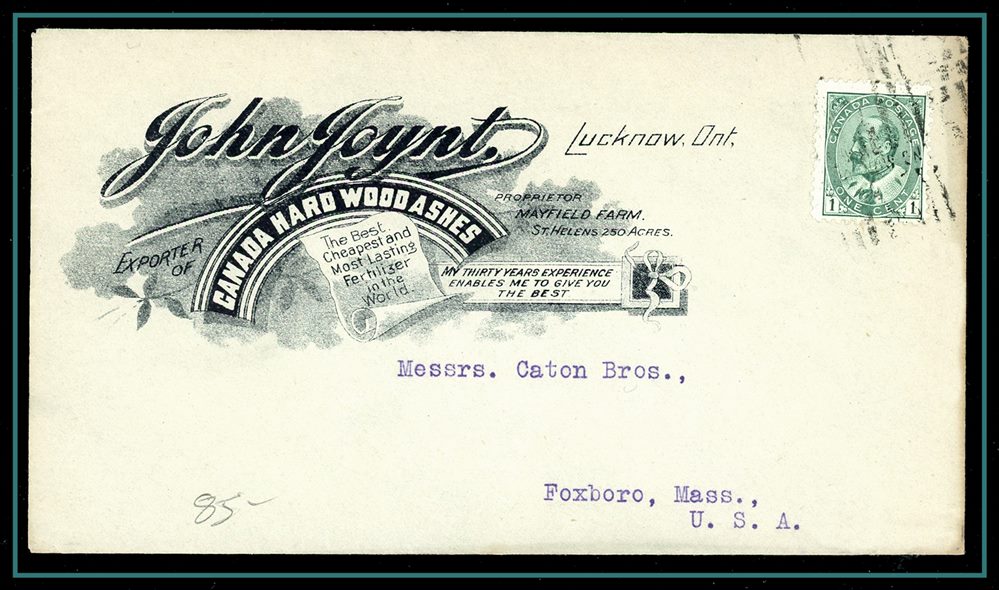 John Joynt.
Lucknow, Ont,
EXPORTER
OF
CANADA HARD WOOD ASHES
The Best
Cheapest and
Most Lasting
Fertilizer
in the
World.
PROPRIETOR
MAYFIELD FARM.
ST. HELENS 250 ACRES.
MY THIRTY YEARS EXPERIENCE
ENABLES ME TO GIVE YOU
THE BEST
CANADA POSTAGE
ONE CENT
1 1
Messrs. Caton Bros.,
Foxboro, Mass.,
U. S. A.
85-